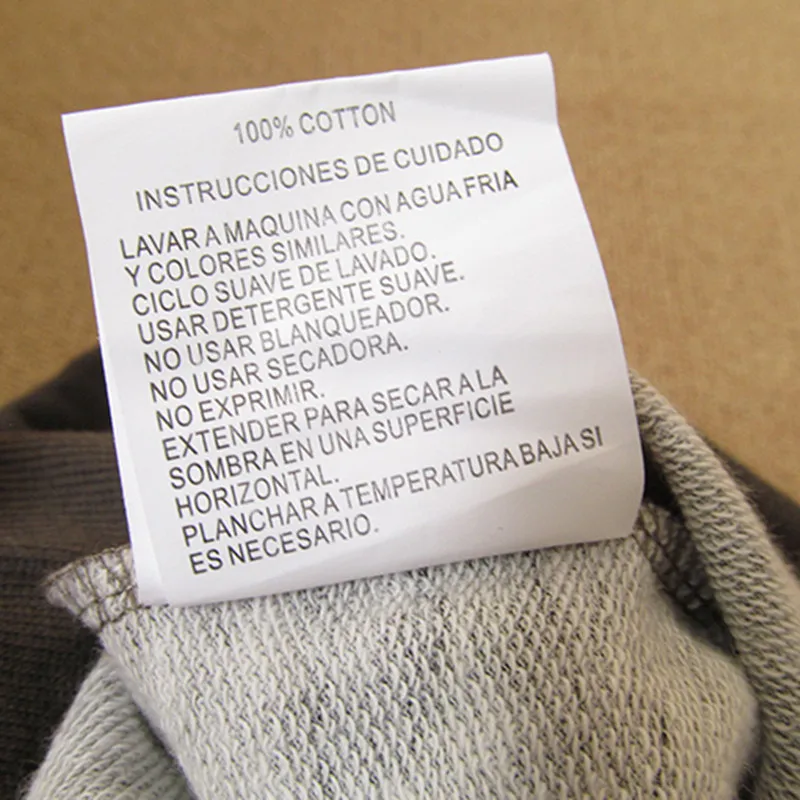 100% COTTON
INSTRUCCIONES DE CUIDADO
LAVAR A MAQUINA CON AGUA FRIA
Y COLORES SIMILARES.
CICLO SUAVE DE LAVADO.
USAR DETERGENTE SUAVE.
NO USAR BLANQUEADOR.
NO USAR SECADORA.
NO EXPRIMIR.
EXTENDER PARA SECAR A LA
SOMBRA EN UNA SUPERFICIE
HORIZONTAL.
PLANCHAR A TEMPERATURA BAJA SI
ES NECESARIO.